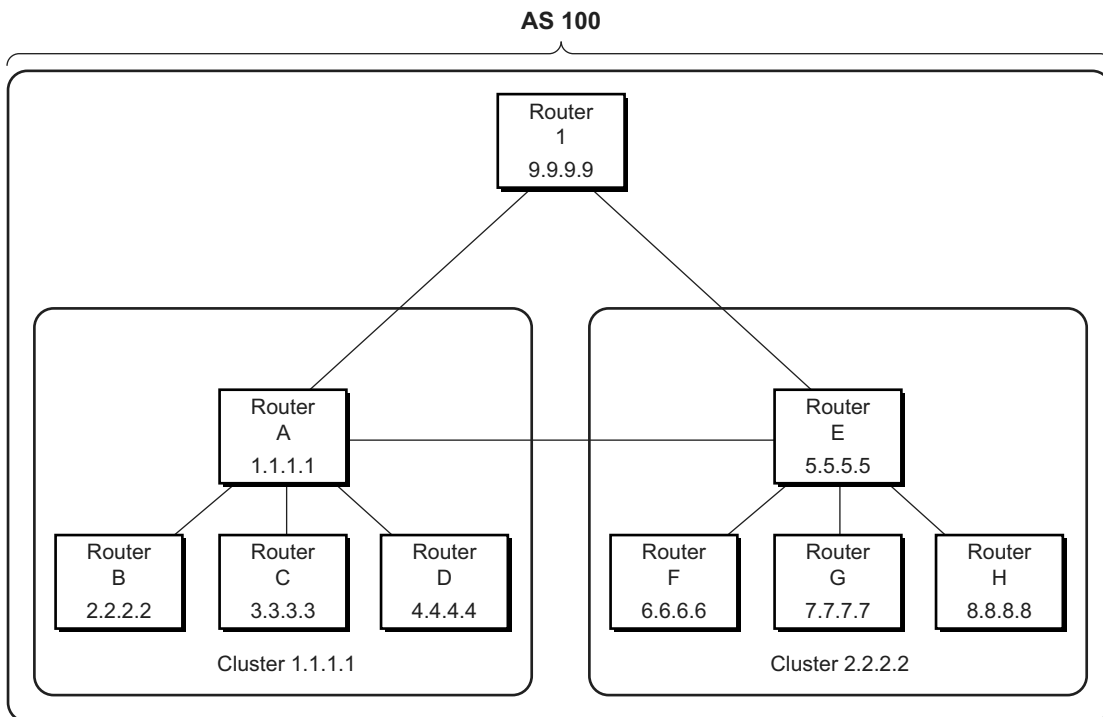 AS 100
Router
1
9.9.9.9
Router
A
1.1.1.1
Router
E
5.5.5.5
Router
B
2.2.2.2
Router
C
3.3.3.3
Router
D
4.4.4.4
Router
F
6.6.6.6
Router
G
7.7.7.7
Router
H
8.8.8.8
Cluster 1.1.1.1
Cluster 2.2.2.2